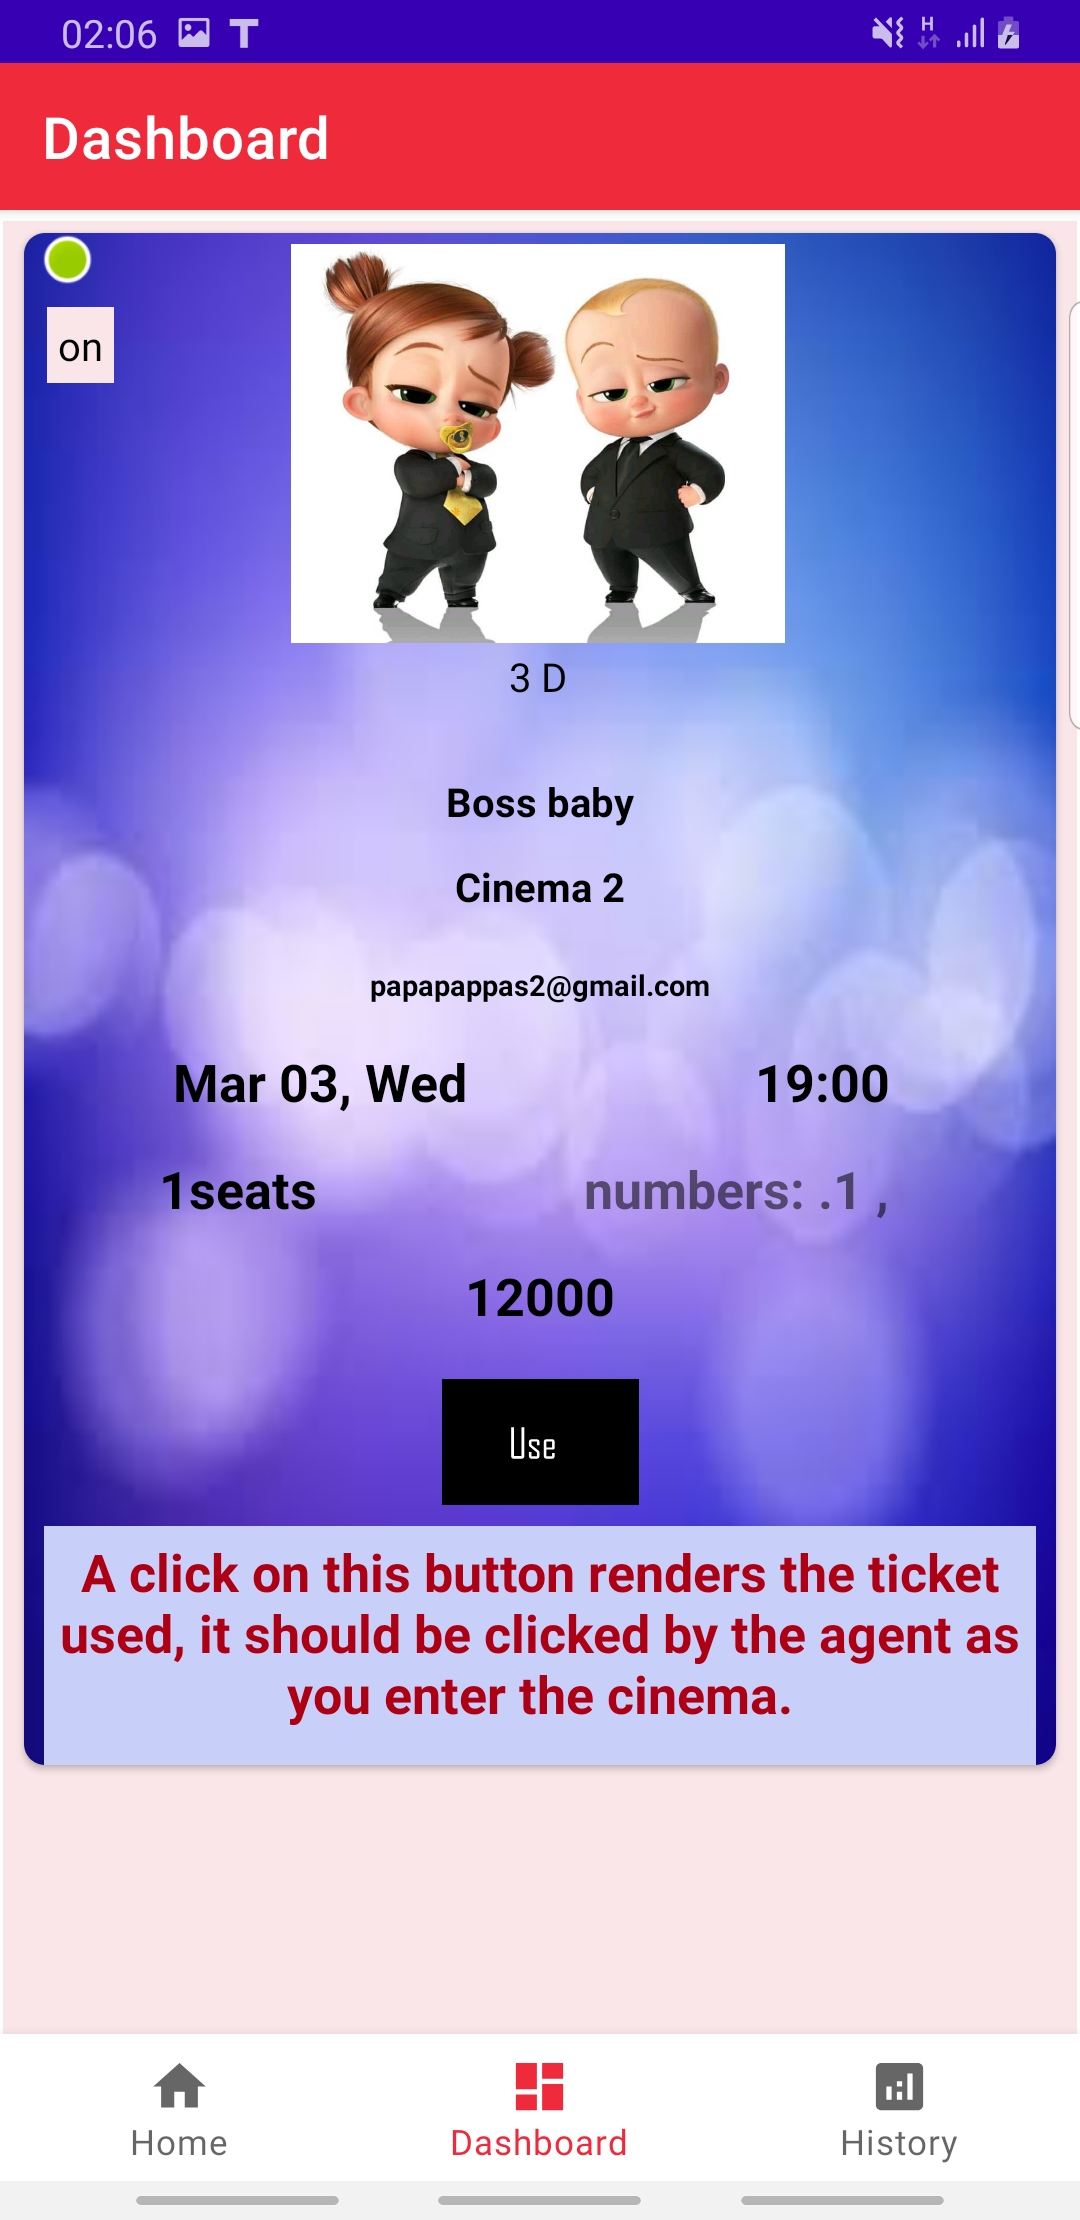 02:06
H
Dashboard
on
3 D
Boss baby
Cinema 2
papapappas2@gmail.com
Mar 03, Wed 19:00
1seats numbers: .1 ,
12000
Use
A click on this button renders the ticket
used, it should be clicked by the agent as
you enter the cinema.
Home Dashboard History